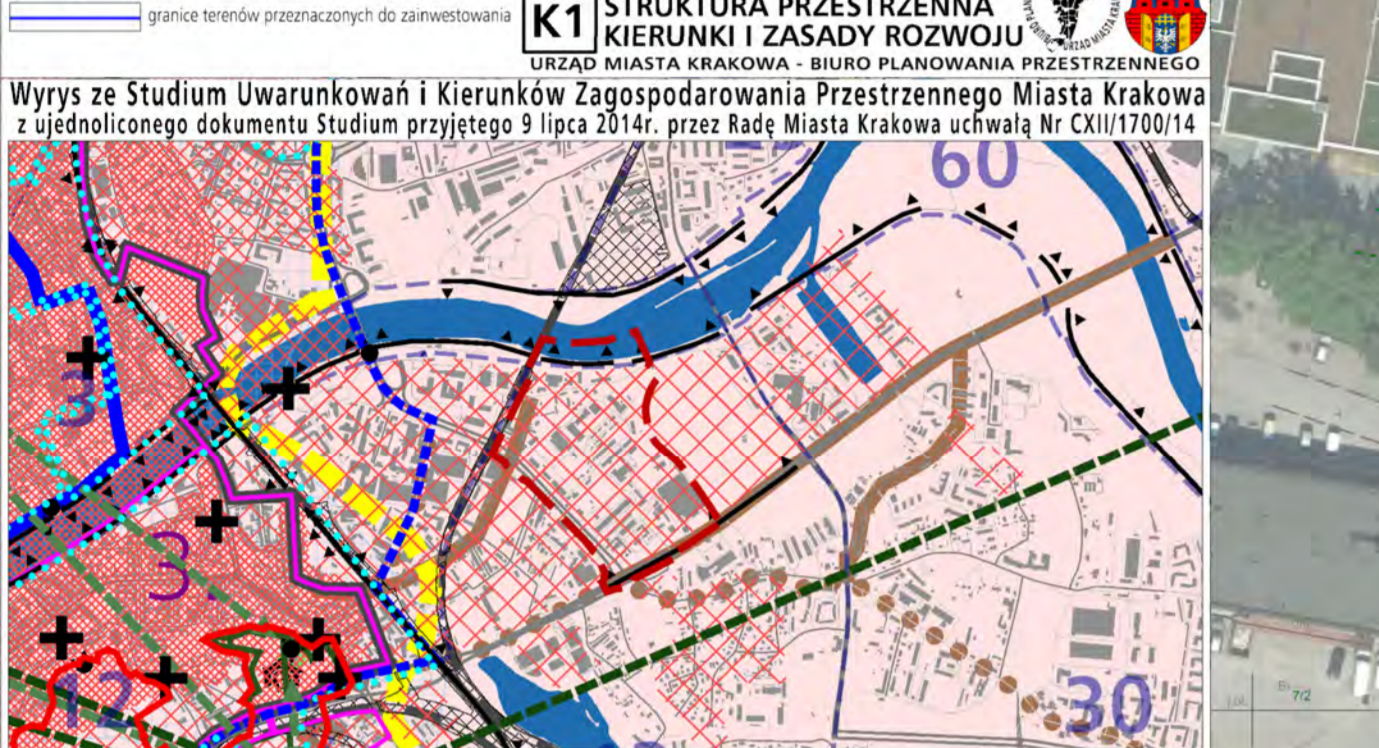 granice terenów przeznaczonych do zainwestowania
K1
STRUKTURA PRZESTRZENNA
KIERUNKI I ZASADY ROZWOJU
URZĄD MIASTA KRAKOWA - BIURO PLANOWANIA PRZESTRZENNEGO
Wyrys ze Studium Uwarunkowań i Kierunków Zagospodarowania Przestrzennego Miasta Krakowa
z ujednoliconego dokumentu Studium przyjętego 9 lipca 2014r. przez Radę Miasta Krakowa uchwałą Nr CXII/1700/14
60
3
3
12
30
7/2